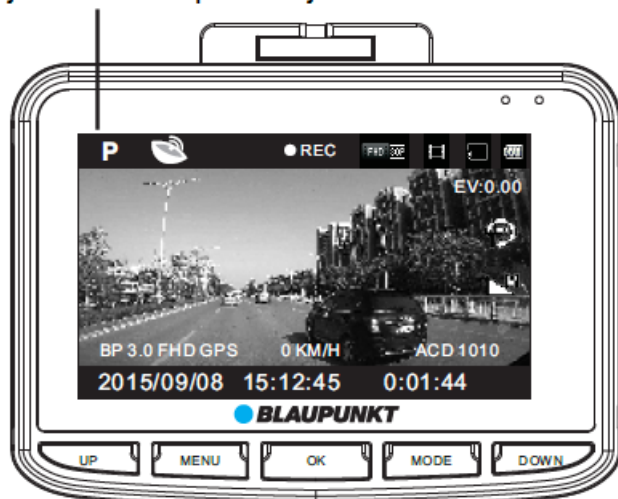 P REC FHD 30P
EV:0.00
BP 3.0 FHD GPS 0 KM/H ACD 1010
2015/09/08 15:12:45 0:01:44
BLAUPUNKT
UP MENU OK MODE DOWN